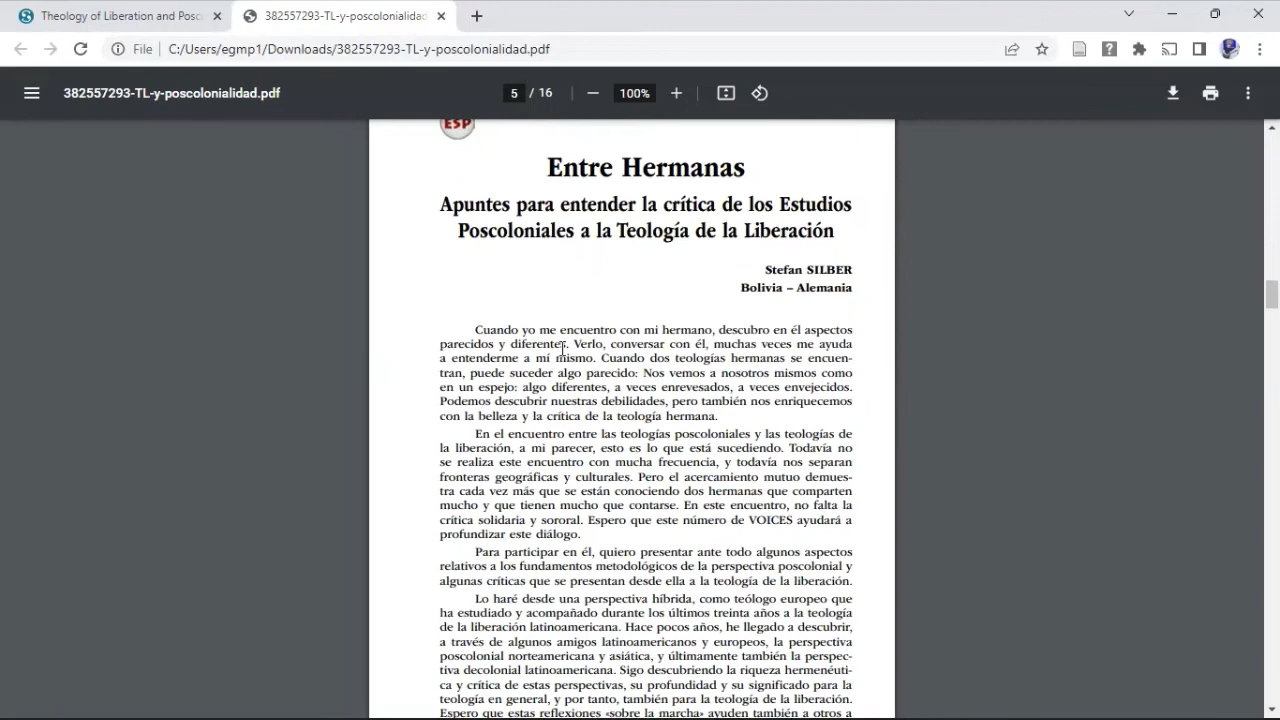 Theology of Liberation and Posc
382557293-TL-y-poscolonialidad.
File
C:/Users/egmp1/Downloads/382557293-TL-y-poscolonialidad.pdf
382557293-TL-y-poscolonialidad.pdf
5 / 16
100%
ESP
Entre Hermanas
Apuntes para entender la crítica de los Estudios
Poscoloniales a la Teología de la Liberación
Stefan SILBER
Bolivia – Alemania
Cuando yo me encuentro con mi hermano, descubro en él aspectos
parecidos y diferentes. Verlo, conversar con él, muchas veces me ayuda
a entenderme a mí mismo. Cuando dos teologías hermanas se encuen-
tran, puede suceder algo parecido: Nos vemos a nosotros mismos como
en un espejo: algo diferentes, a veces enrevesados, a veces envejecidos.
Podemos descubrir nuestras debilidades, pero también nos enriquecemos
con la belleza y la crítica de la teología hermana.
En el encuentro entre las teologías poscoloniales y las teologías de
la liberación, a mi parecer, esto es lo que está sucediendo. Todavía no
se realiza este encuentro con mucha frecuencia, y todavía nos separan
fronteras geográficas y culturales. Pero el acercamiento mutuo demues-
tra cada vez más que se están conociendo dos hermanas que comparten
mucho y que tienen mucho que contarse. En este encuentro, no falta la
crítica solidaria y sororal. Espero que este número de VOICES ayudará a
profundizar este diálogo.
Para participar en él, quiero presentar ante todo algunos aspectos
relativos a los fundamentos metodológicos de la perspectiva poscolonial y
algunas críticas que se presentan desde ella a la teología de la liberación.
Lo haré desde una perspectiva híbrida, como teólogo europeo que
ha estudiado y acompañado durante los últimos treinta años a la teología
de la liberación latinoamericana. Hace pocos años, he llegado a descubrir,
a través de algunos amigos latinoamericanos y europeos, la perspectiva
poscolonial norteamericana y asiática, y últimamente también la perspec-
tiva decolonial latinoamericana. Sigo descubriendo la riqueza hermenéuti-
ca y crítica de estas perspectivas, su profundidad y su significado para la
teología en general, y por tanto, también para la teología de la liberación.
Espero que estas reflexiones «sobre la marcha» ayuden también a otros a